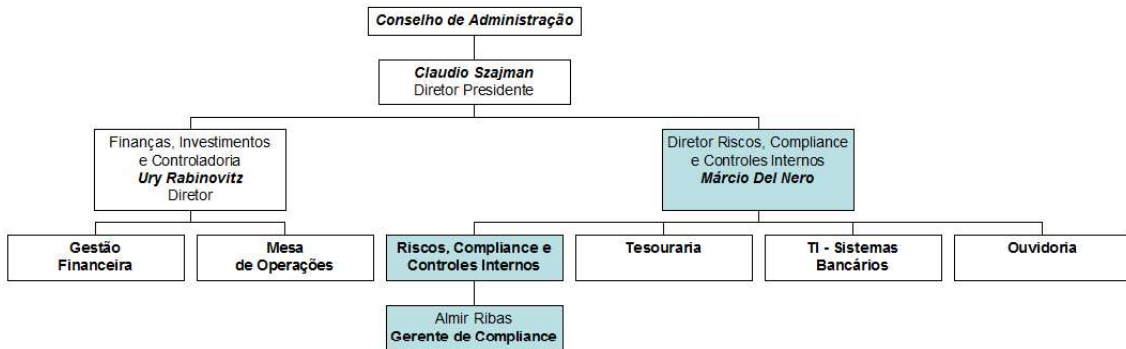 Conselho de Administração
Claudio Szajman
Diretor Presidente
Finanças, Investimentos
e Controladoria
Ury Rabinovitz
Diretor
Diretor Riscos, Compliance
e Controles Internos
Márcio Del Nero
Gestão
Financeira
Mesa
de Operações
Riscos, Compliance e
Controles Internos
Tesouraria
TI - Sistemas
Bancários
Ouvidoria
Almir Ribas
Gerente de Compliance